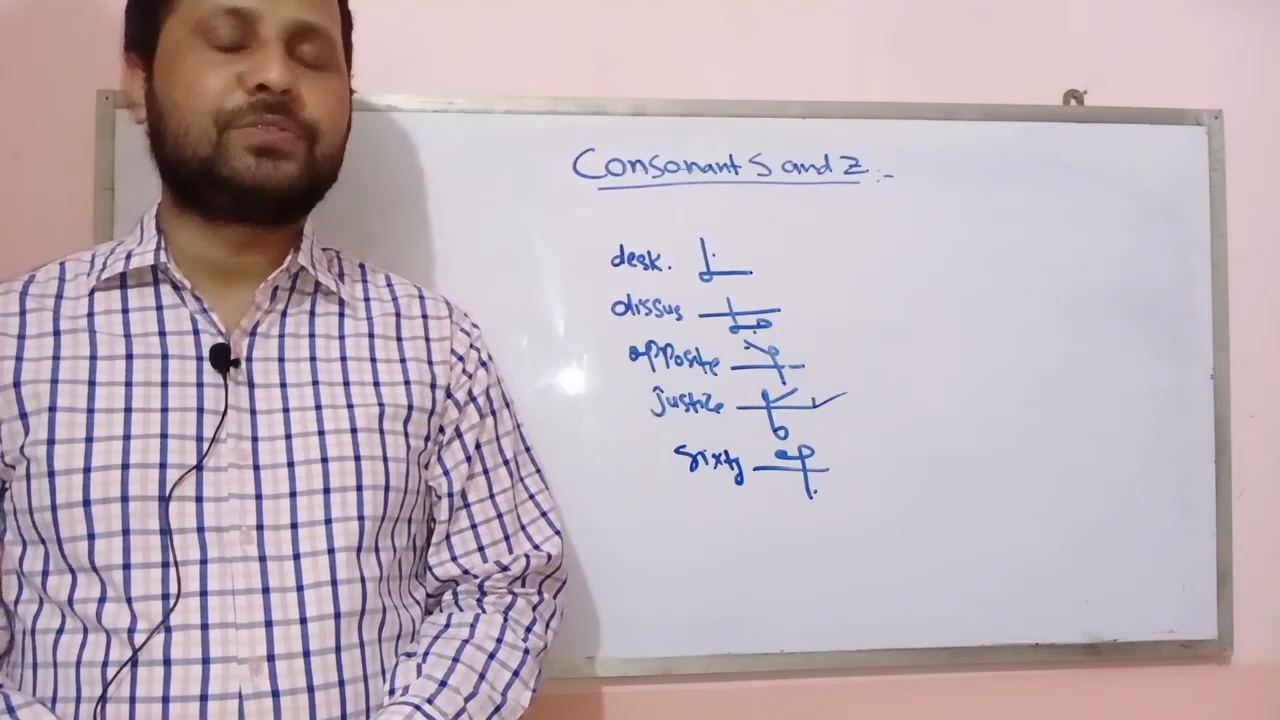 Consonant S and Z :-
desk.
dissus
opposite
justize
sixty